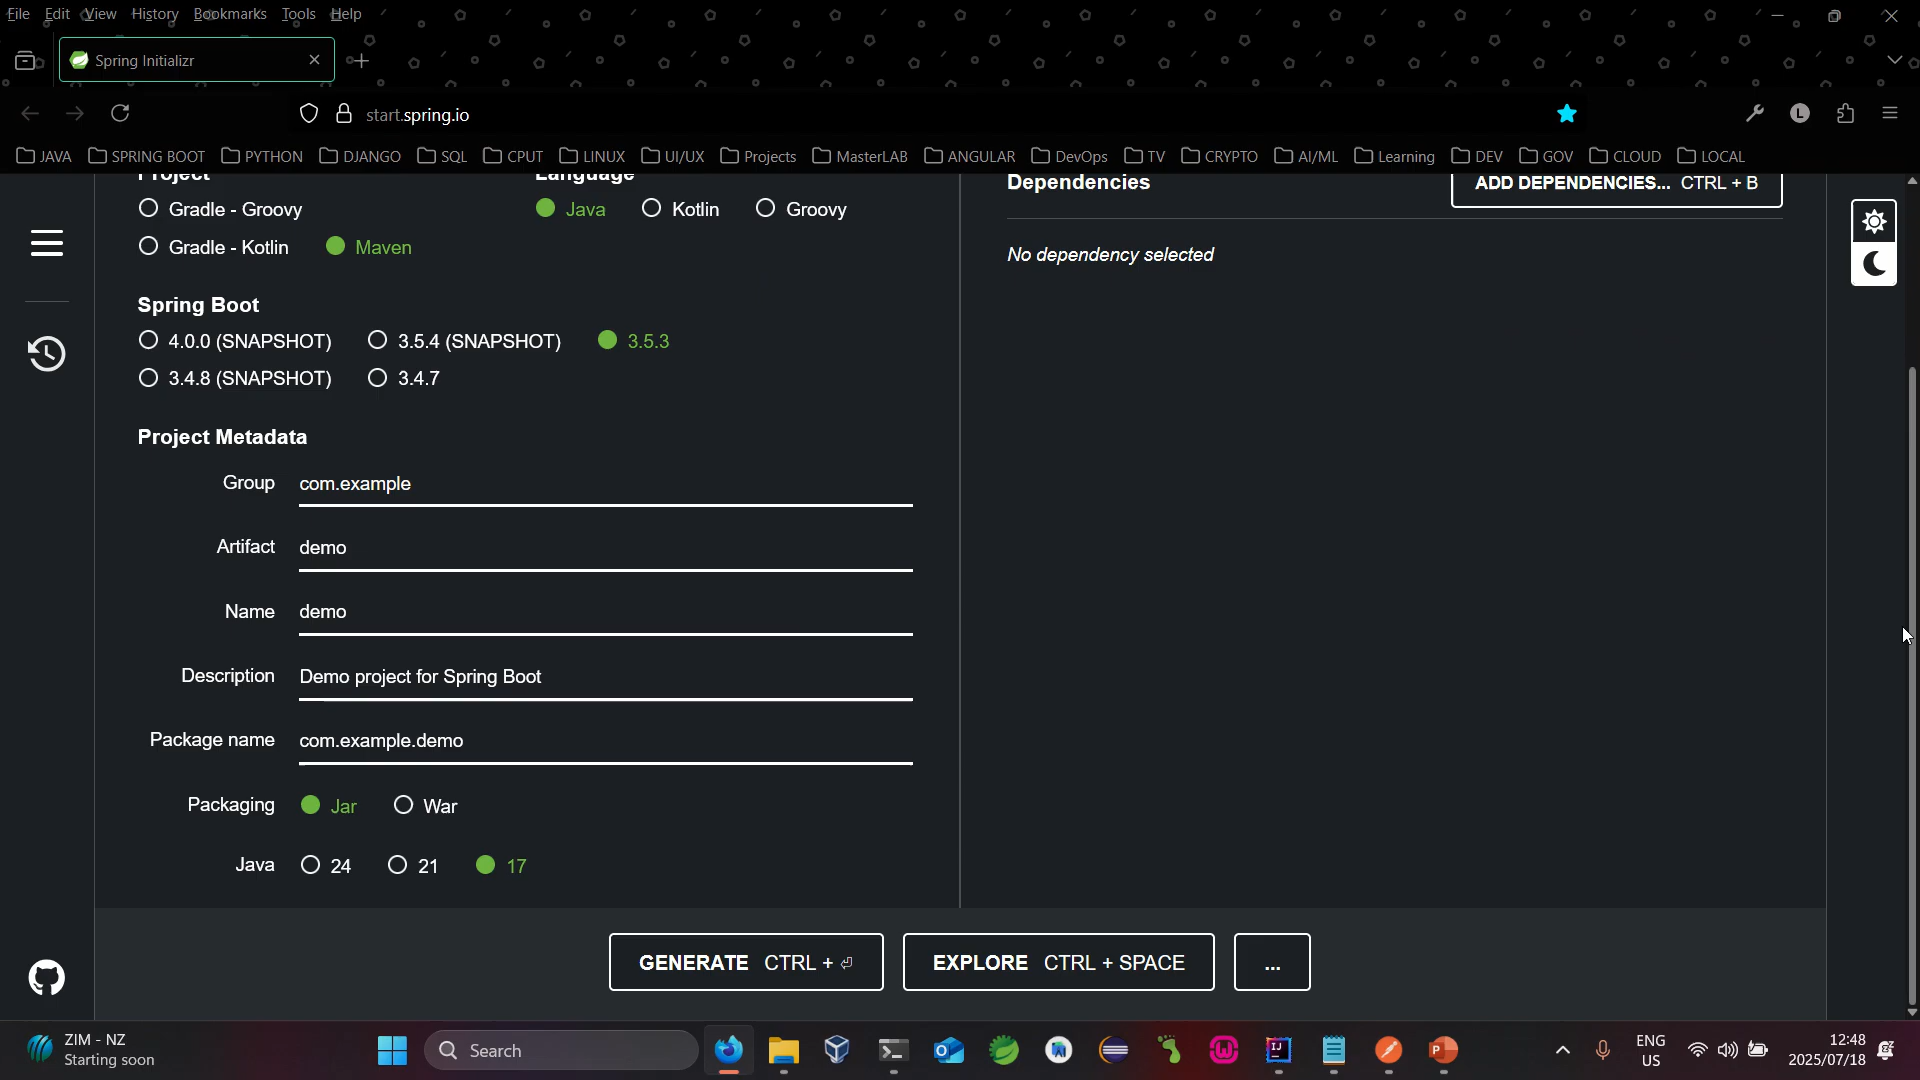 File Edit View History Bookmarks Tools Help
Spring Initializr
start.spring.io
L
JAVA SPRING BOOT PYTHON DJANGO SQL CPUT LINUX UI/UX Projects MasterLAB ANGULAR DevOps TV CRYPTO AI/ML Learning DEV GOV CLOUD LOCAL
Project Language
Gradle - Groovy Java Kotlin Groovy
Gradle - Kotlin Maven
Spring Boot
4.0.0 (SNAPSHOT) 3.5.4 (SNAPSHOT) 3.5.3
3.4.8 (SNAPSHOT) 3.4.7
Project Metadata
Group com.example
Artifact demo
Name demo
Description Demo project for Spring Boot
Package name com.example.demo
Packaging Jar War
Java 24 21 17
Dependencies ADD DEPENDENCIES... CTRL + B
No dependency selected
GENERATE CTRL + ⏎ EXPLORE CTRL + SPACE ...
ZIM - NZ
Starting soon
Search
IJ
P
ENG
US
12:48
2025/07/18